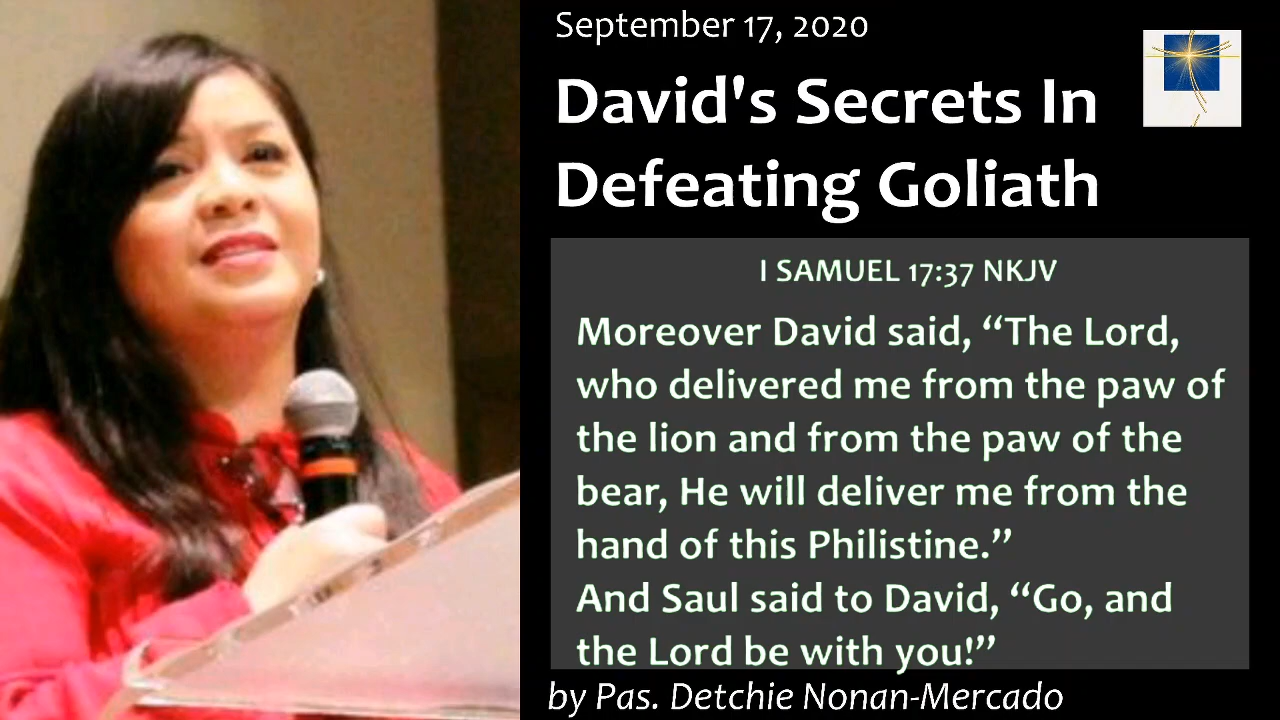 September 17, 2020
David's Secrets In
Defeating Goliath
I SAMUEL 17:37 NKJV
Moreover David said, “The Lord,
who delivered me from the paw of
the lion and from the paw of the
bear, He will deliver me from the
hand of this Philistine.”
And Saul said to David, “Go, and
the Lord be with you!”
by Pas. Detchie Nonan-Mercado